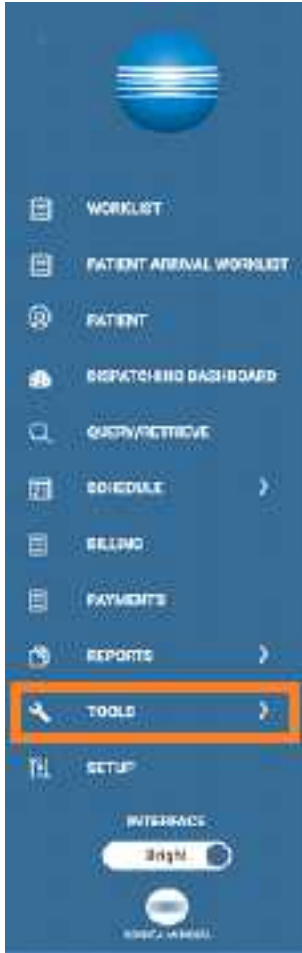 WORKLIST
PATIENT ARRIVAL WORKLIST
PATIENT
DISPATCHING DASHBOARD
QUERY/RETRIEVE
SCHEDULE
BILLING
PAYMENTS
REPORTS
TOOLS
SETUP
INTERFACE
Bright